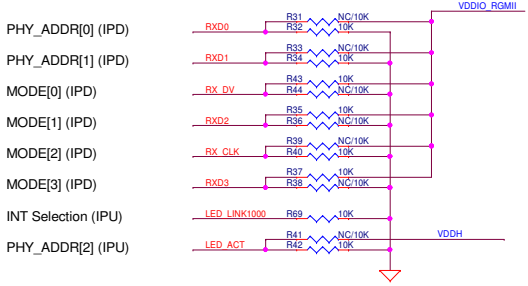 VDDIO_RGMII
PHY_ADDR[0] (IPD) RXD0 R31 NC/10K
R32 10K
PHY_ADDR[1] (IPD) RXD1 R33 NC/10K
R34 10K
MODE[0] (IPD) RX_DV R43 10K
R44 NC/10K
MODE[1] (IPD) RXD2 R35 10K
R36 NC/10K
MODE[2] (IPD) RX_CLK R39 NC/10K
R40 10K
MODE[3] (IPD) RXD3 R37 10K
R38 NC/10K
INT Selection (IPU) LED_LINK1000 R69 10K
PHY_ADDR[2] (IPU) LED_ACT R41 NC/10K VDDH
R42 10K